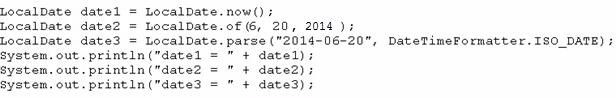 LocalDate date1 = LocalDate.now();
LocalDate date2 = LocalDate.of(6, 20, 2014);
LocalDate date3 = LocalDate.parse("2014-06-20", DateTimeFormatter.ISO_DATE);
System.out.println("date1 = " + date1);
System.out.println("date2 = " + date2);
System.out.println("date3 = " + date3);